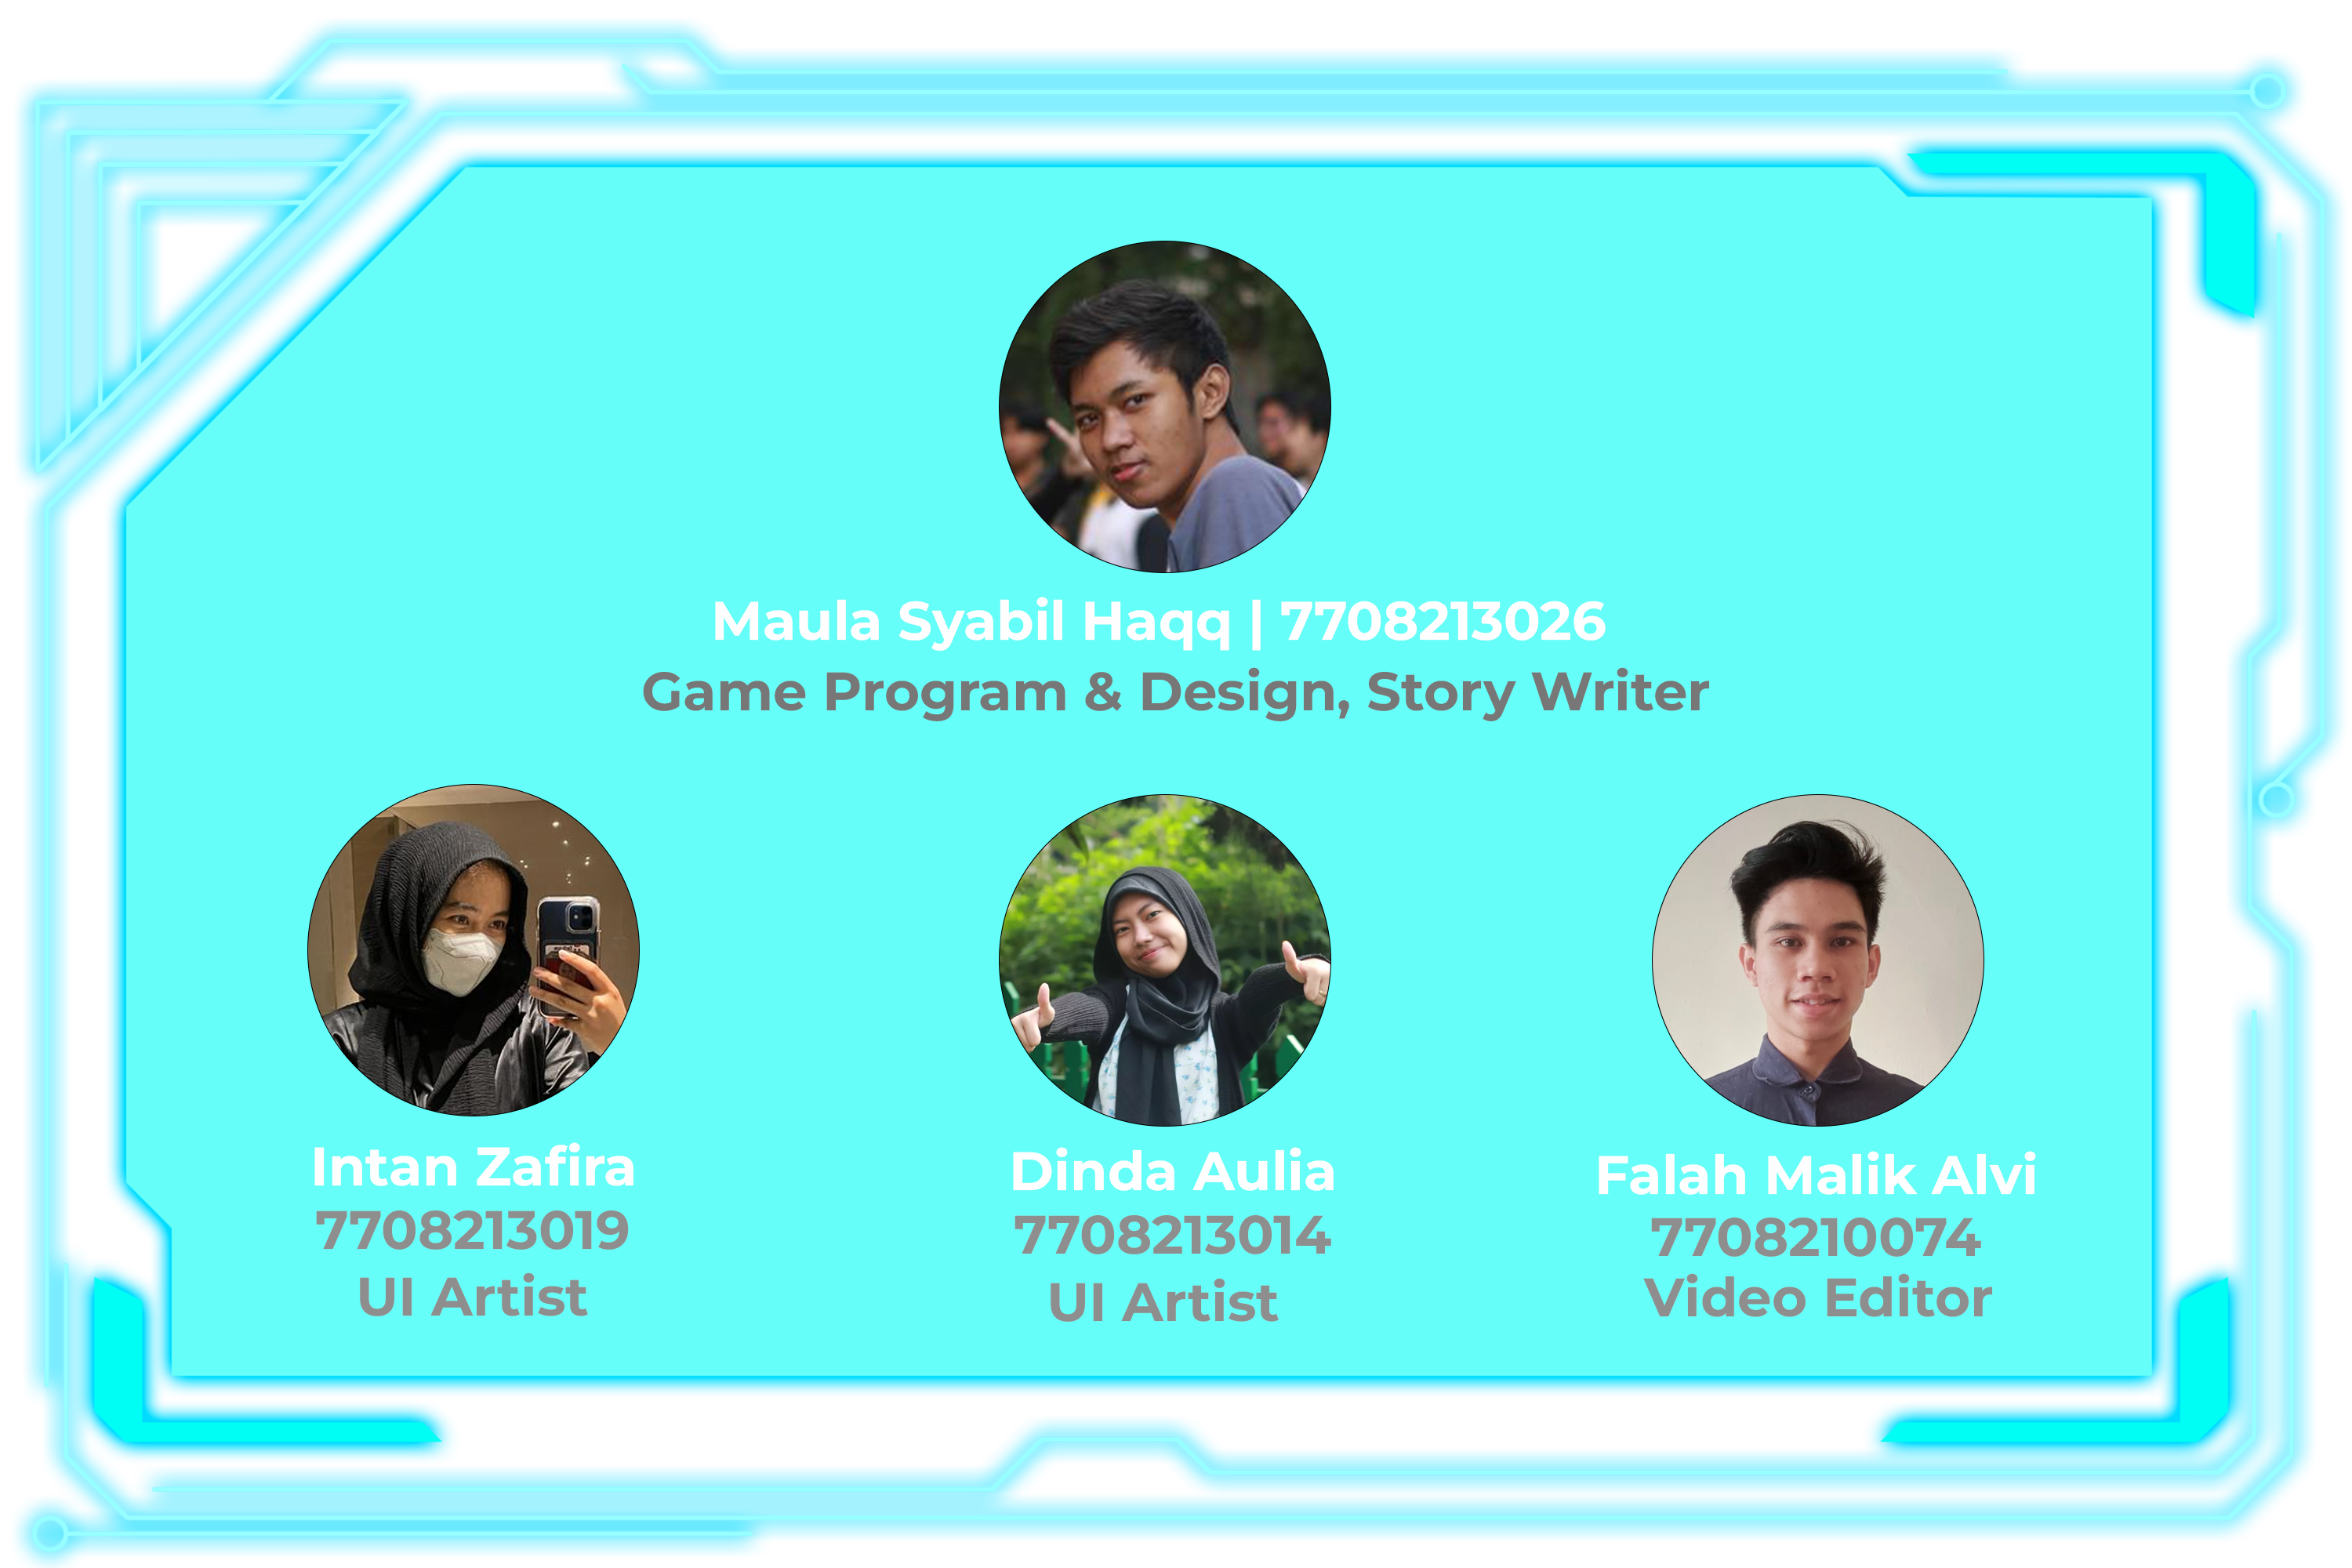 Maula Syabil Haqq | 7708213026
Game Program & Design, Story Writer
Intan Zafira
7708213019
UI Artist
Dinda Aulia
7708213014
UI Artist
Falah Malik Alvi
7708210074
Video Editor